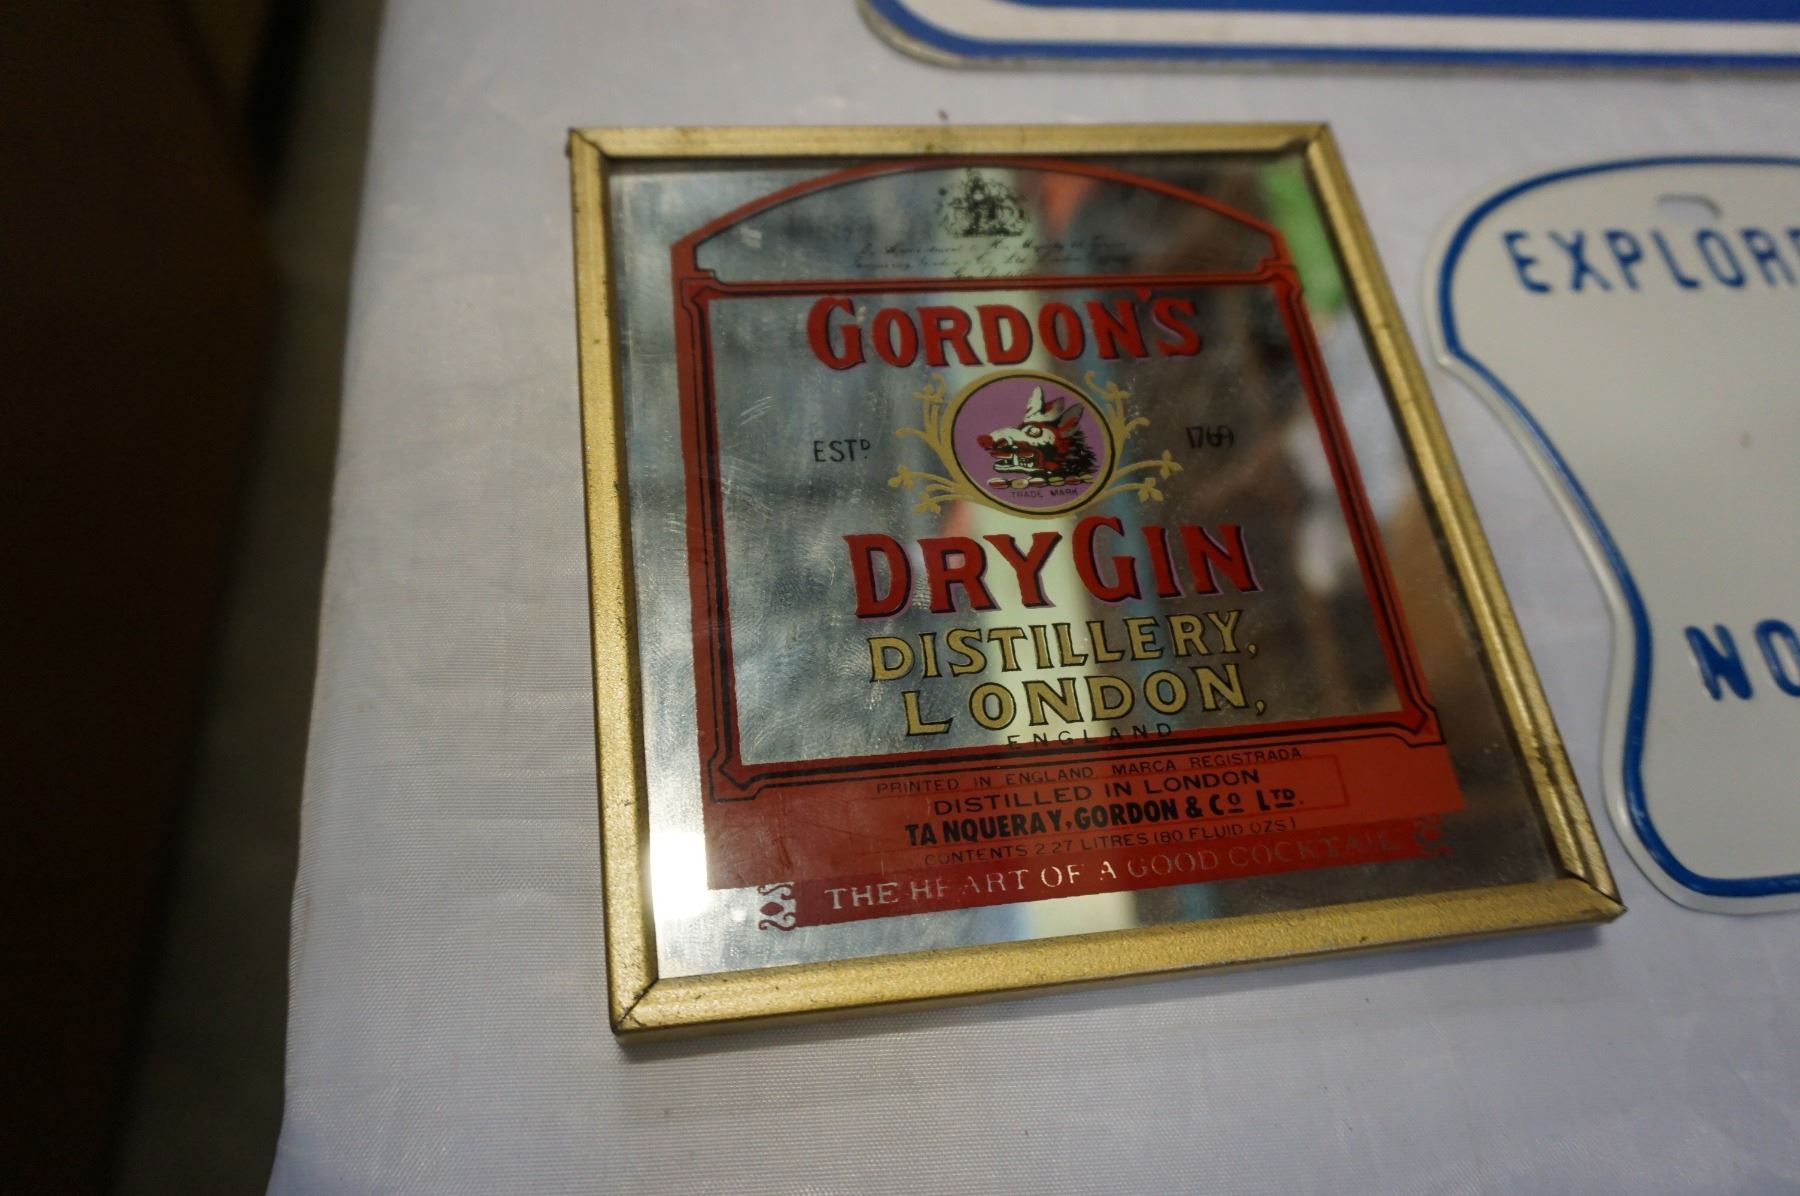 GORDON'S
ESTD. 1769
TRADE MARK
DRY GIN
DISTILLERY,
LONDON,
ENGLAND
PRINTED IN ENGLAND. MARCA REGISTRADA
DISTILLED IN LONDON
TANQUERAY, GORDON & CO LTD.
CONTENTS 2.27 LITRES (80 FLUID OZS)
THE HEART OF A GOOD COCKTAIL
EXPLOR
NO